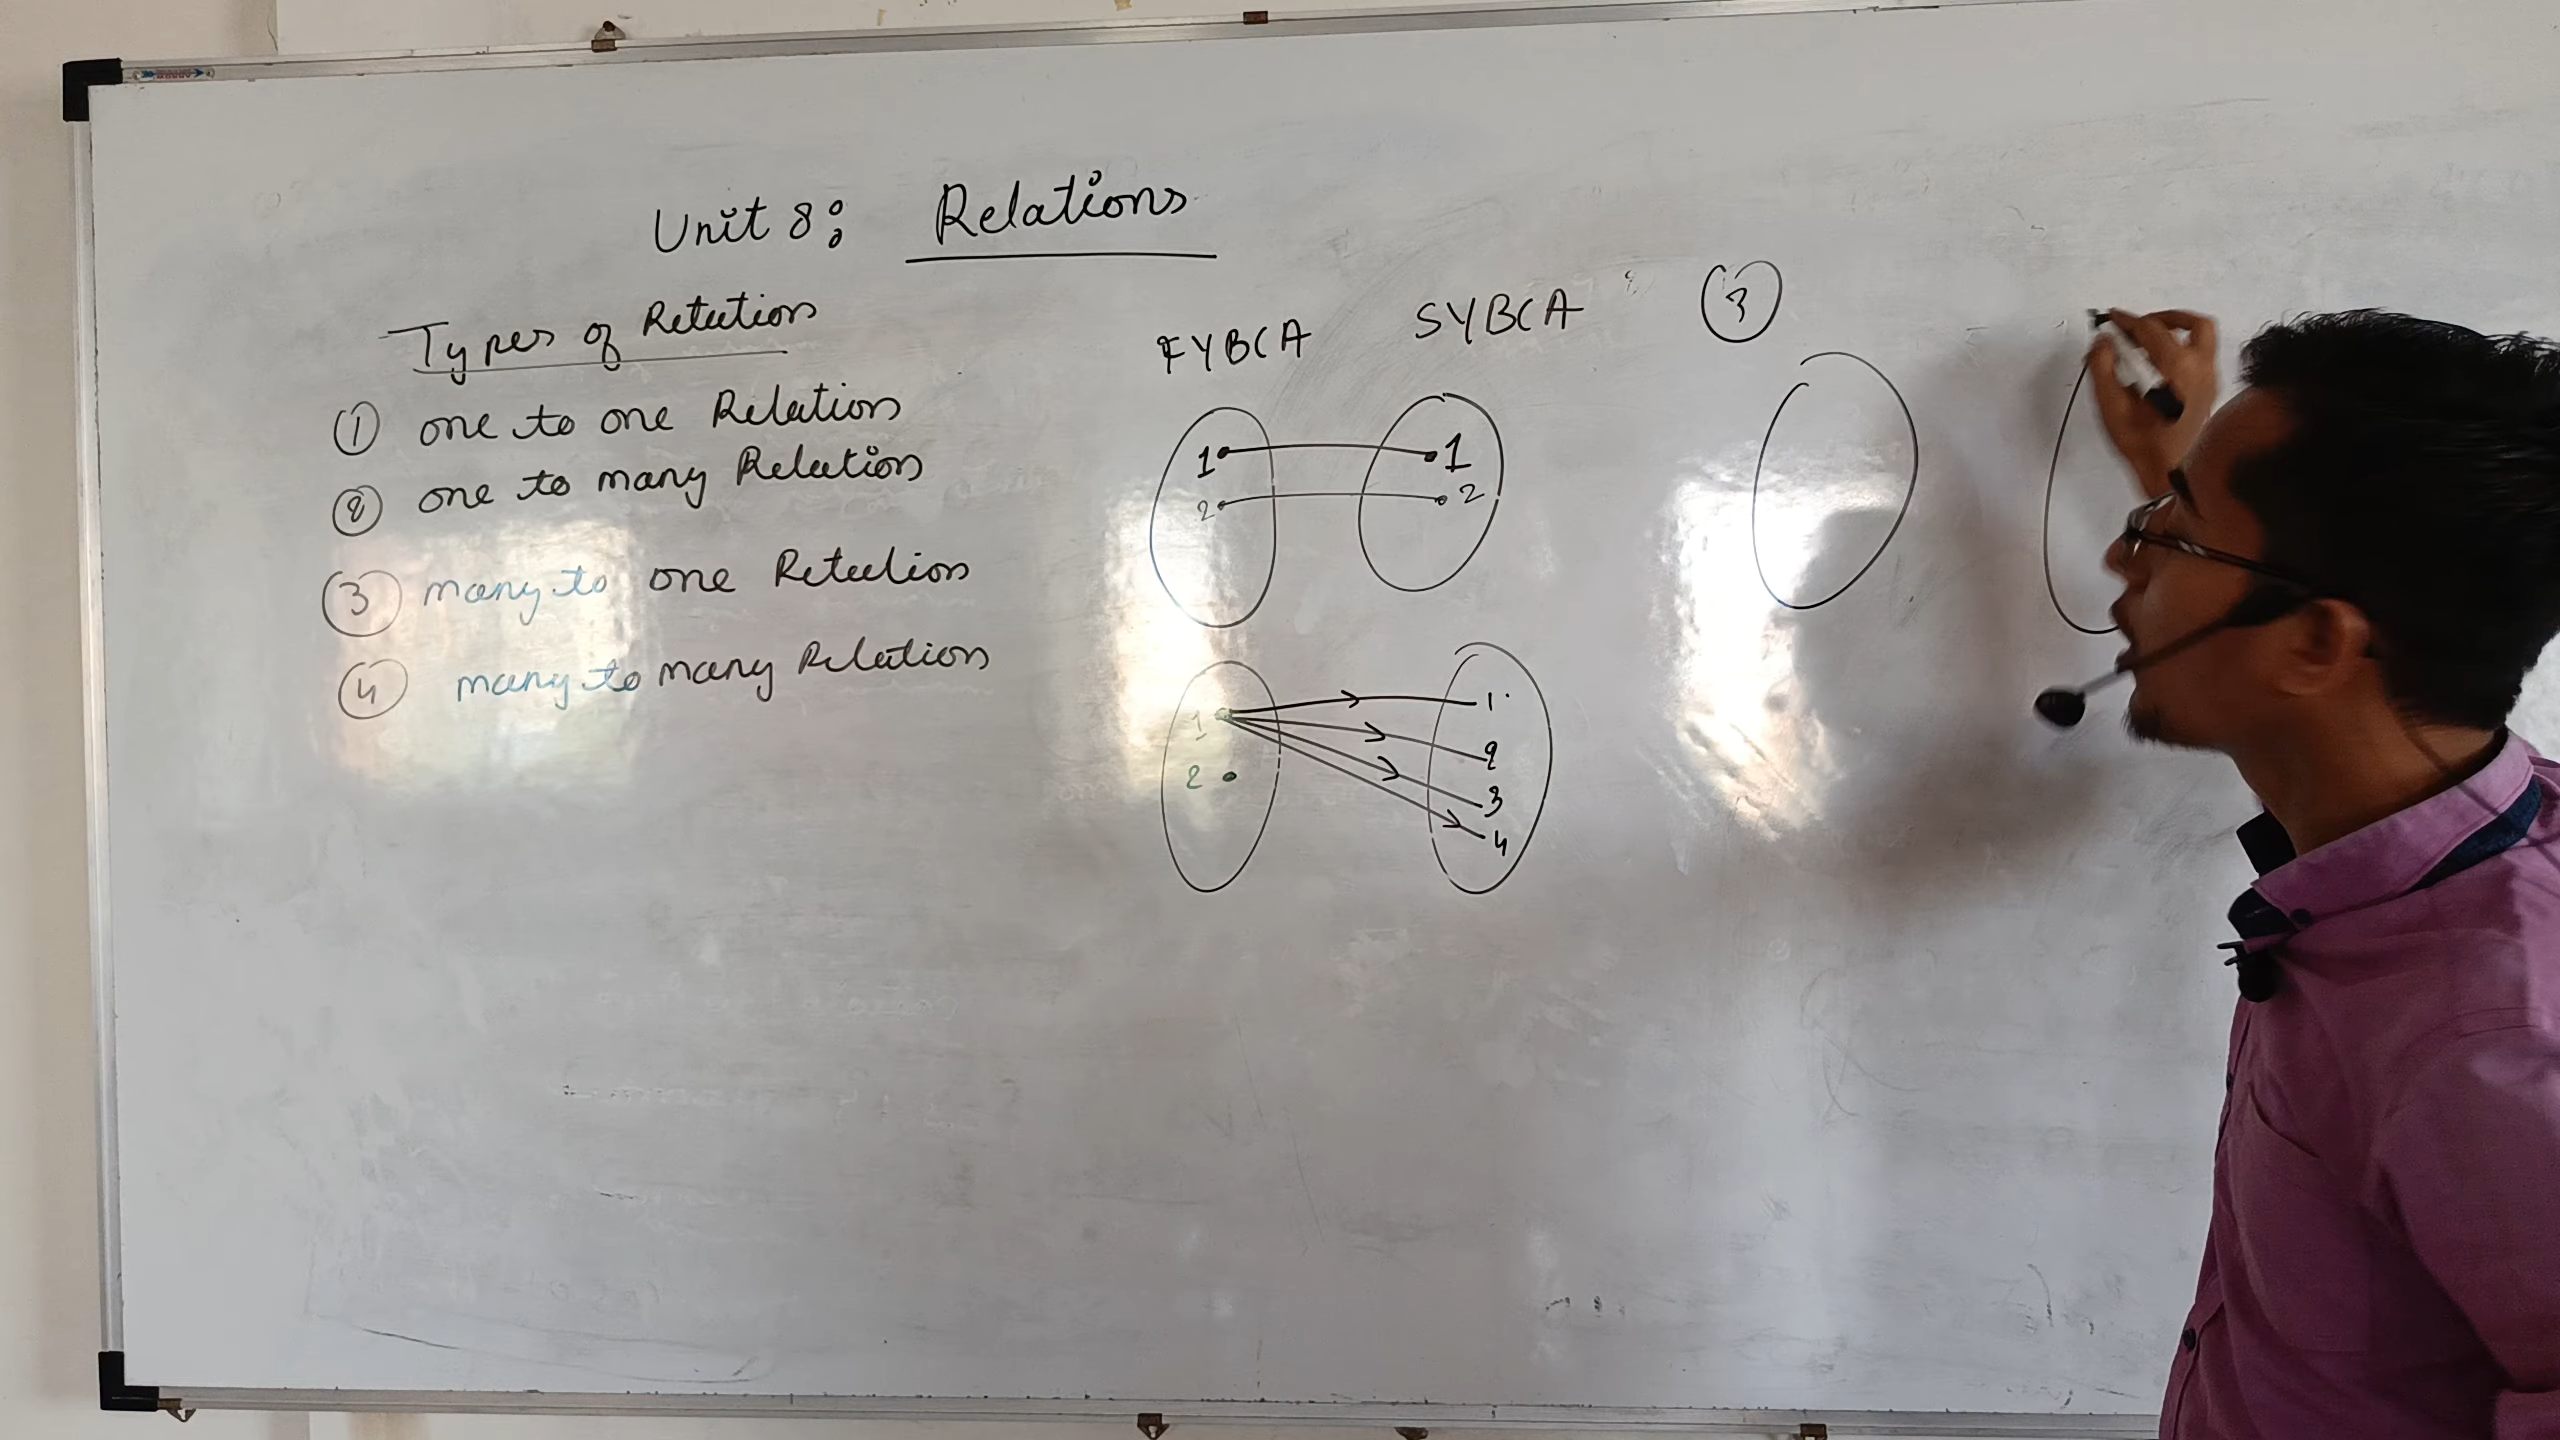 Unit 8: Relations
Types of Relation
① one to one Relation
② one to many Relation
③ many to one Relation
④ many to many Relation
FYBCA SYBCA
1 1
2 2
1 1
2 2
3
4
③